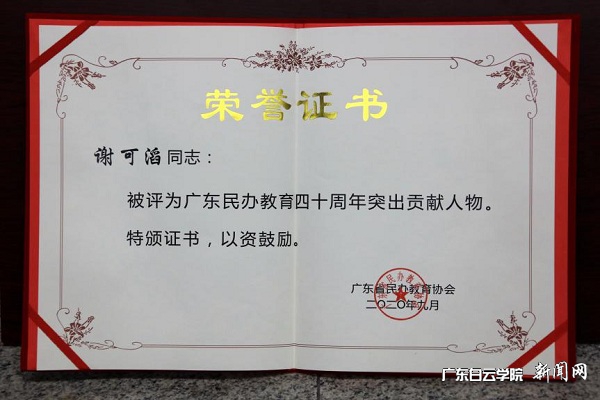 荣誉证书
谢可滔同志：
被评为广东民办教育四十周年突出贡献人物。
特颁证书，以资鼓励。
广东省民办教育协会
二〇二〇年九月
广东白云学院 新闻网